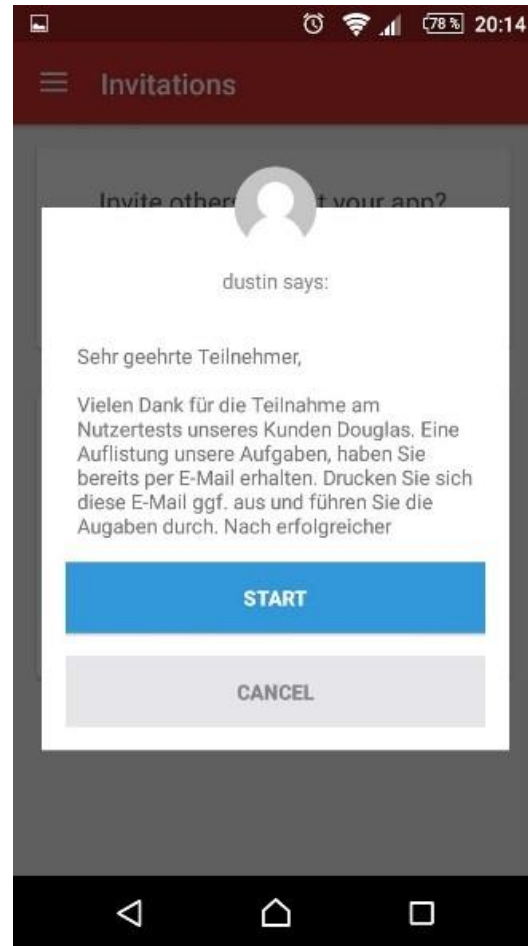 78 % 20:14
Invitations
Invite others your app?
dustin says:
Sehr geehrte Teilnehmer,
Vielen Dank für die Teilnahme am
Nutzertests unseres Kunden Douglas. Eine
Auflistung unsere Aufgaben, haben Sie
bereits per E-Mail erhalten. Drucken Sie sich
diese E-Mail ggf. aus und führen Sie die
Augaben durch. Nach erfolgreicher
START
CANCEL